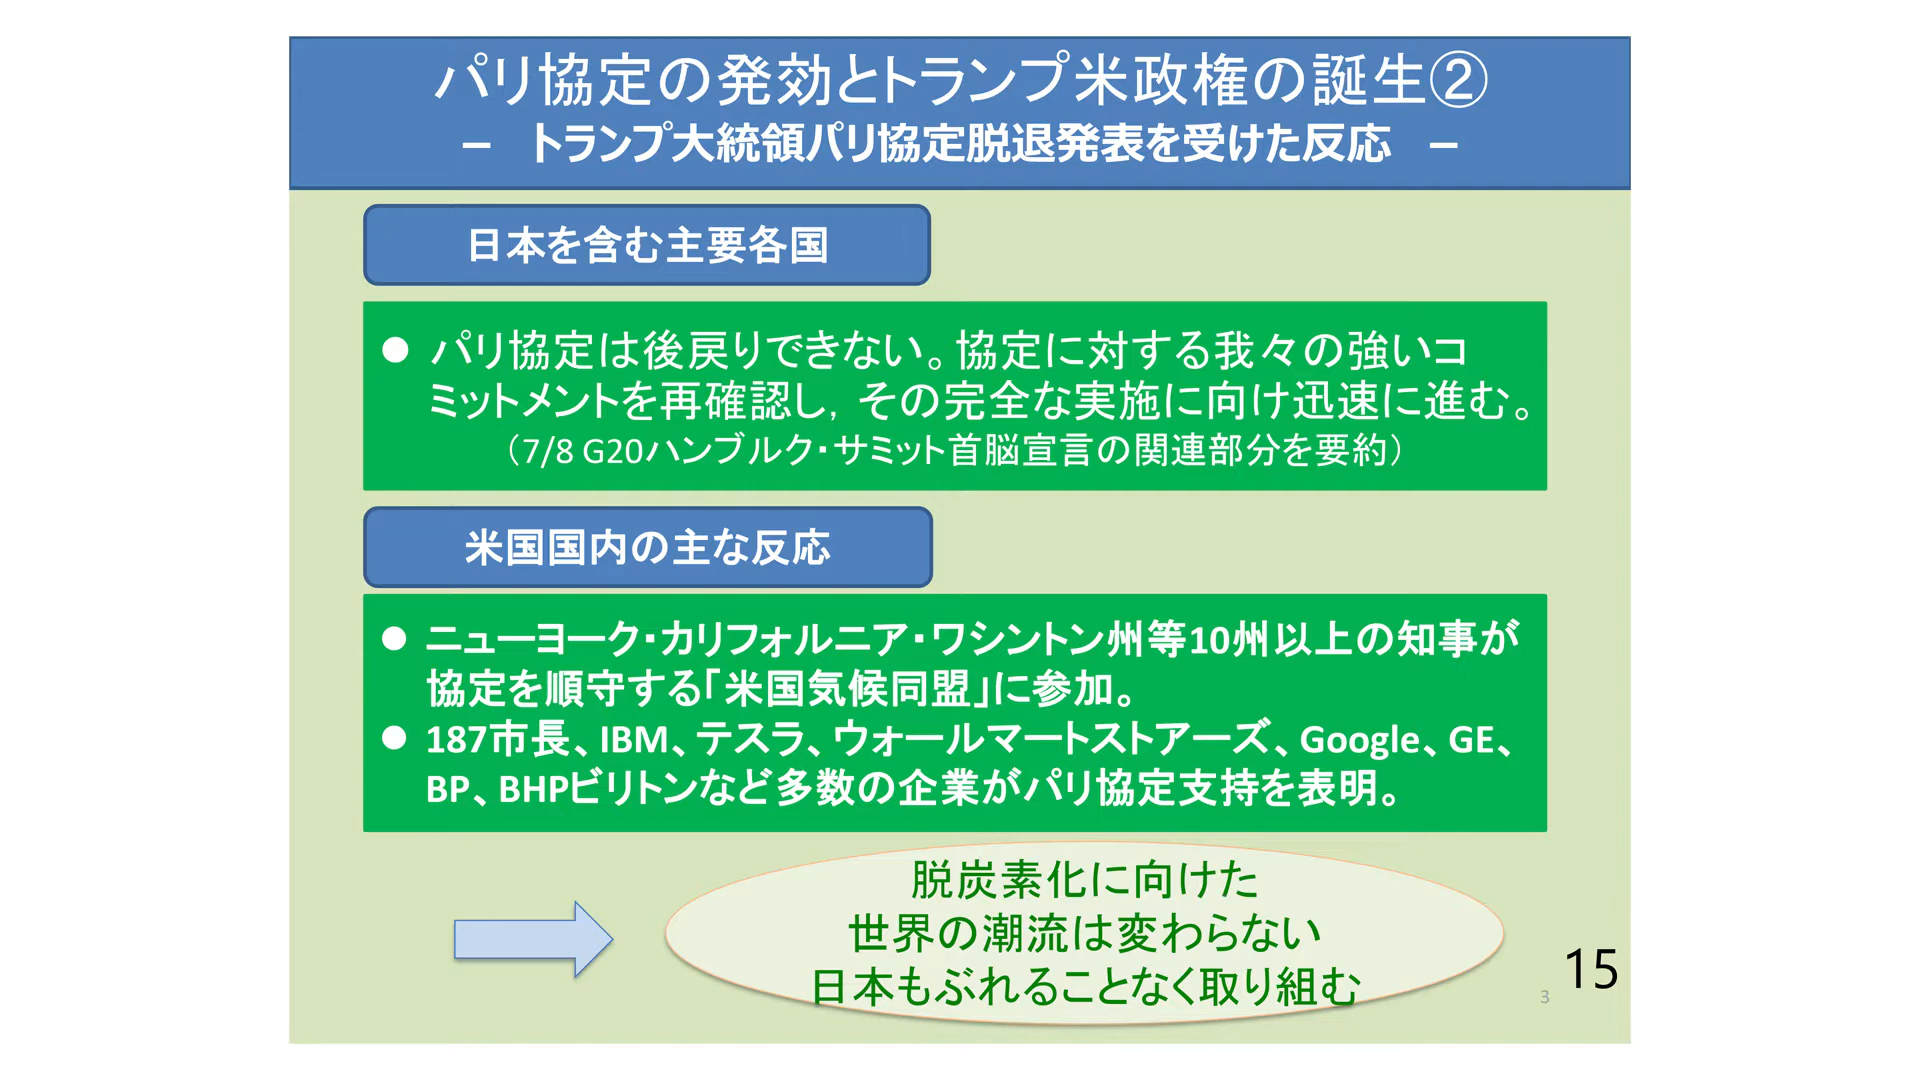 パリ協定の発効とトランプ米政権の誕生②
− トランプ大統領パリ協定脱退発表を受けた反応 −
日本を含む主要各国
● パリ協定は後戻りできない。協定に対する我々の強いコ
ミットメントを再確認し，その完全な実施に向け迅速に進む。
（7/8 G20ハンブルク・サミット首脳宣言の関連部分を要約）
米国国内の主な反応
● ニューヨーク・カリフォルニア・ワシントン州等10州以上の知事が
協定を順守する「米国気候同盟」に参加。
● 187市長、IBM、テスラ、ウォールマートストアーズ、Google、GE、
BP、BHPビリトンなど多数の企業がパリ協定支持を表明。
脱炭素化に向けた
世界の潮流は変わらない
日本もぶれることなく取り組む
15
3